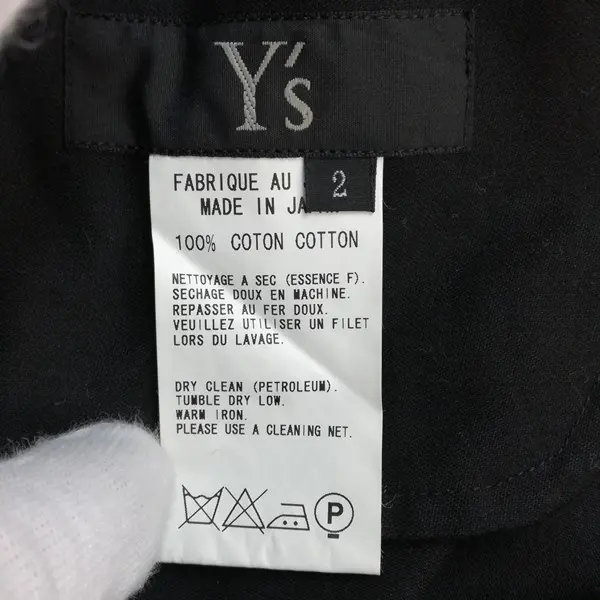 Y's
2
FABRIQUE AU
MADE IN JAPAN
100% COTON COTTON
NETTOYAGE A SEC (ESSENCE F).
SECHAGE DOUX EN MACHINE.
REPASSER AU FER DOUX.
VEUILLEZ UTILISER UN FILET
LORS DU LAVAGE.
DRY CLEAN (PETROLEUM).
TUMBLE DRY LOW.
WARM IRON.
PLEASE USE A CLEANING NET.
P